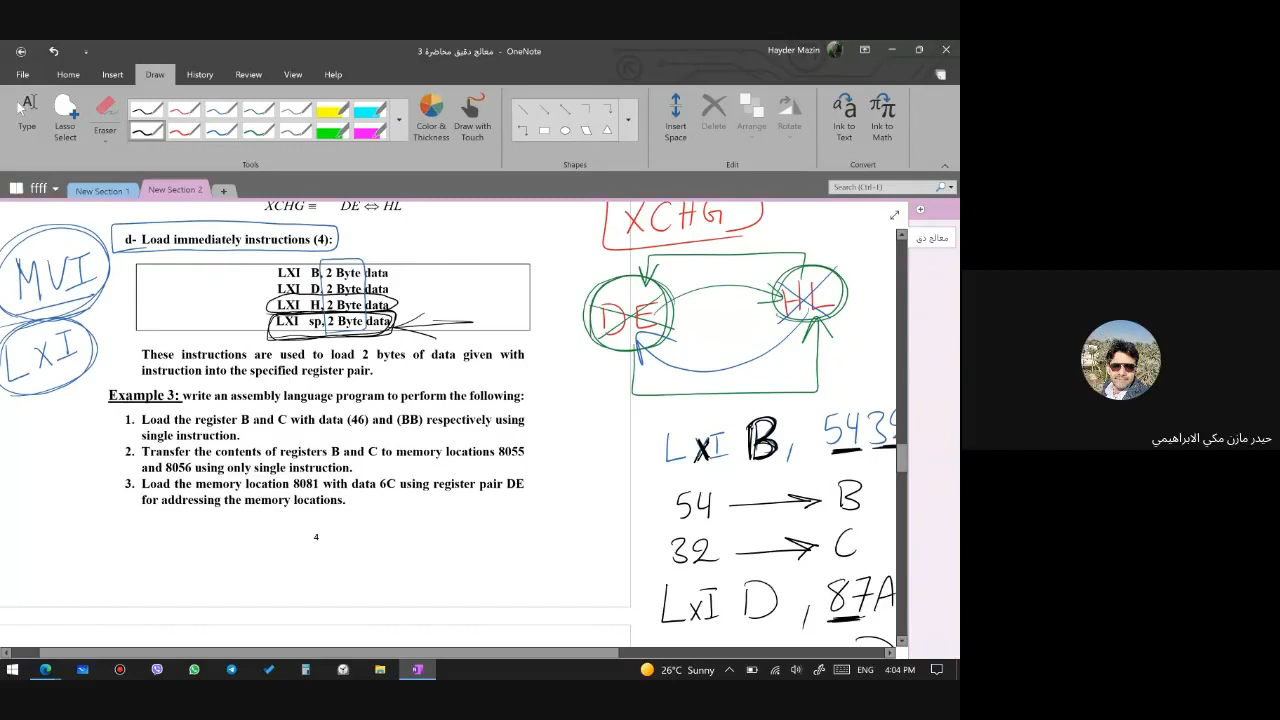 معالج دقيق محاضرة 3 - OneNote
Hayder Mazin
File Home Insert Draw History Review View Help
Type
Lasso Select
Eraser
Color & Thickness
Draw with Touch
Insert Space
Delete
Arrange
Rotate
Ink to Text
Ink to Math
Tools
Shapes
Edit
Convert
ffff
New Section 1
New Section 2
Search (Ctrl+E)
معالج دق
XCHG ≡ DE ⇔ HL
XCHG
d- Load immediately instructions (4):
MVI
LXI B, 2 Byte data
LXI D, 2 Byte data
LXI H, 2 Byte data
LXI sp, 2 Byte data
LxI
DE
HL
These instructions are used to load 2 bytes of data given with
instruction into the specified register pair.
Example 3: write an assembly language program to perform the following:
1. Load the register B and C with data (46) and (BB) respectively using
single instruction.
2. Transfer the contents of registers B and C to memory locations 8055
and 8056 using only single instruction.
3. Load the memory location 8081 with data 6C using register pair DE
for addressing the memory locations.
4
LxI B, 543
54 → B
32 → C
LxI D, 87A
حيدر مازن مكي الابراهيمي
26°C Sunny
ENG
4:04 PM